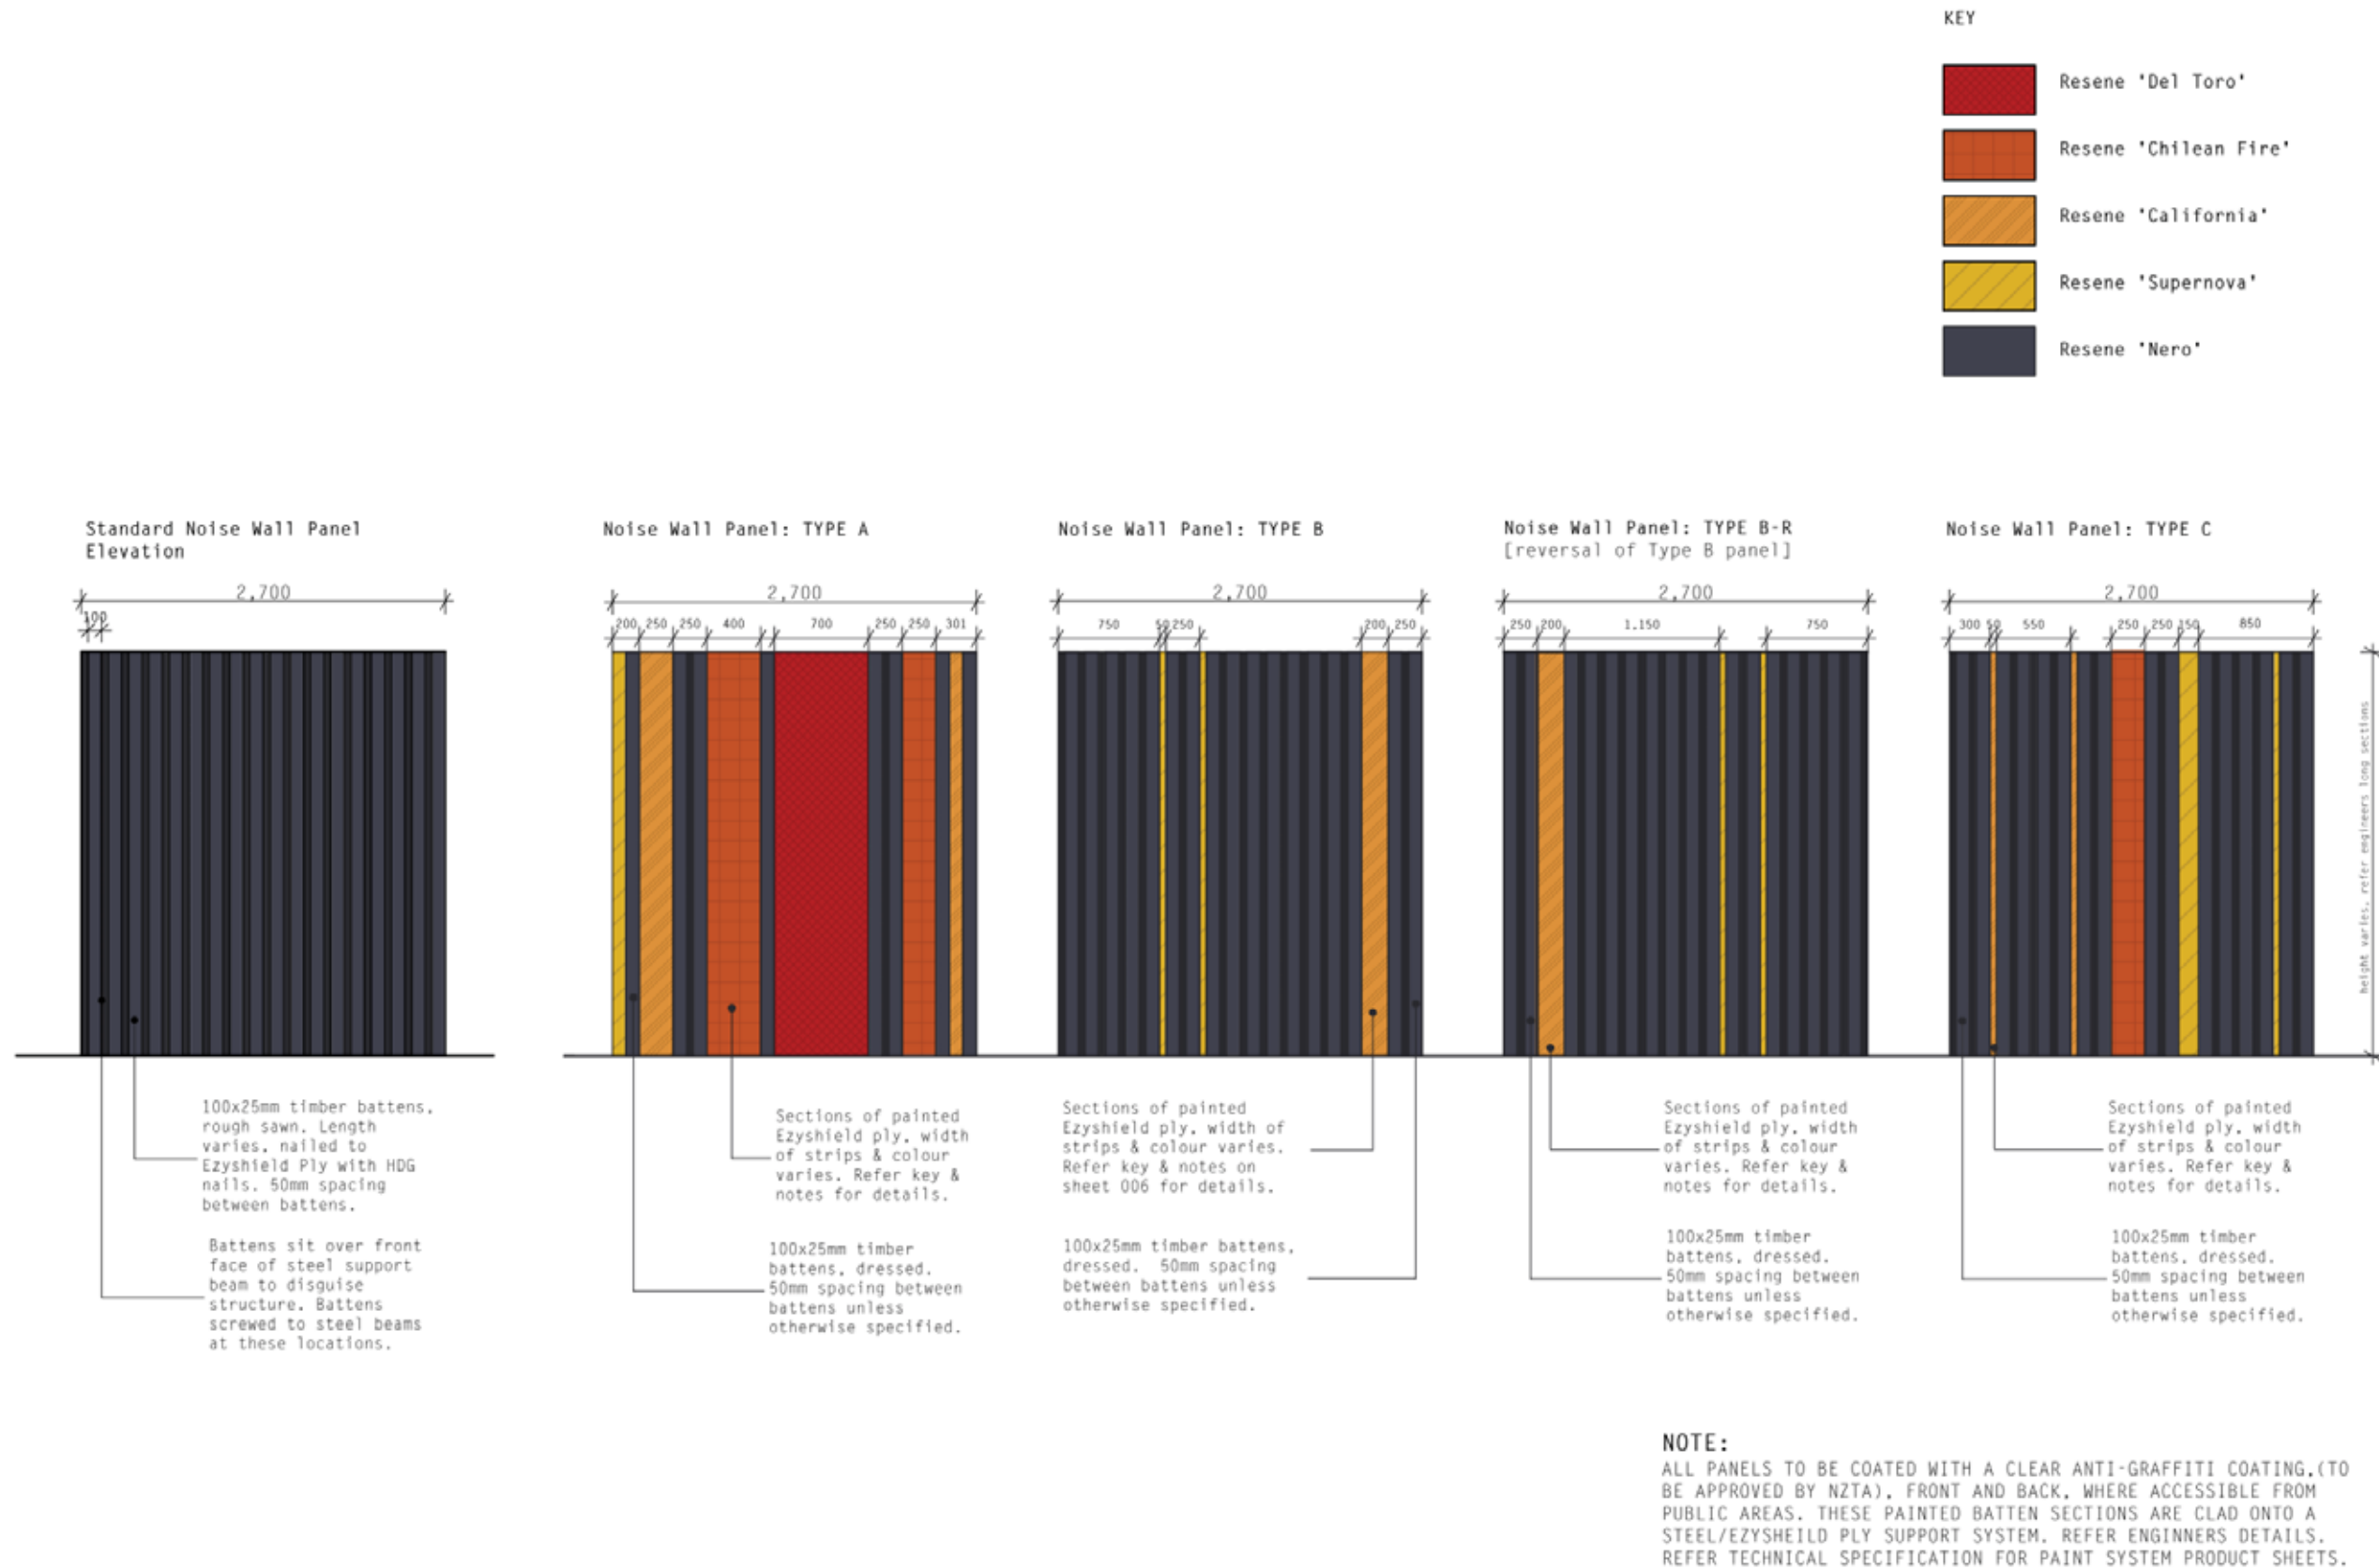 KEY
Resene 'Del Toro'
Resene 'Chilean Fire'
Resene 'California'
Resene 'Supernova'
Resene 'Nero'
Standard Noise Wall Panel
Elevation
2,700
100
100x25mm timber battens,
rough sawn. Length
varies, nailed to
Ezyshield Ply with HDG
nails. 50mm spacing
between battens.
Battens sit over front
face of steel support
beam to disguise
structure. Battens
screwed to steel beams
at these locations.
Noise Wall Panel: TYPE A
2,700
200 250 250 400 700 250 250 301
Sections of painted
Ezyshield ply, width
of strips & colour
varies. Refer key &
notes for details.
100x25mm timber
battens, dressed.
50mm spacing between
battens unless
otherwise specified.
Noise Wall Panel: TYPE B
2,700
750 50 250 200 250
Sections of painted
Ezyshield ply, width of
strips & colour varies.
Refer key & notes on
sheet 006 for details.
100x25mm timber battens,
dressed. 50mm spacing
between battens unless
otherwise specified.
Noise Wall Panel: TYPE B-R
[reversal of Type B panel]
2,700
250 200 1,150 750
Sections of painted
Ezyshield ply, width
of strips & colour
varies. Refer key &
notes for details.
100x25mm timber
battens, dressed.
50mm spacing between
battens unless
otherwise specified.
Noise Wall Panel: TYPE C
2,700
300 50 550 250 250 150 850
height varies, refer engineers long sections
Sections of painted
Ezyshield ply, width
of strips & colour
varies. Refer key &
notes for details.
100x25mm timber
battens, dressed.
50mm spacing between
battens unless
otherwise specified.
NOTE:
ALL PANELS TO BE COATED WITH A CLEAR ANTI-GRAFFITI COATING,(TO
BE APPROVED BY NZTA), FRONT AND BACK, WHERE ACCESSIBLE FROM
PUBLIC AREAS. THESE PAINTED BATTEN SECTIONS ARE CLAD ONTO A
STEEL/EZYSHEILD PLY SUPPORT SYSTEM. REFER ENGINNERS DETAILS.
REFER TECHNICAL SPECIFICATION FOR PAINT SYSTEM PRODUCT SHEETS.